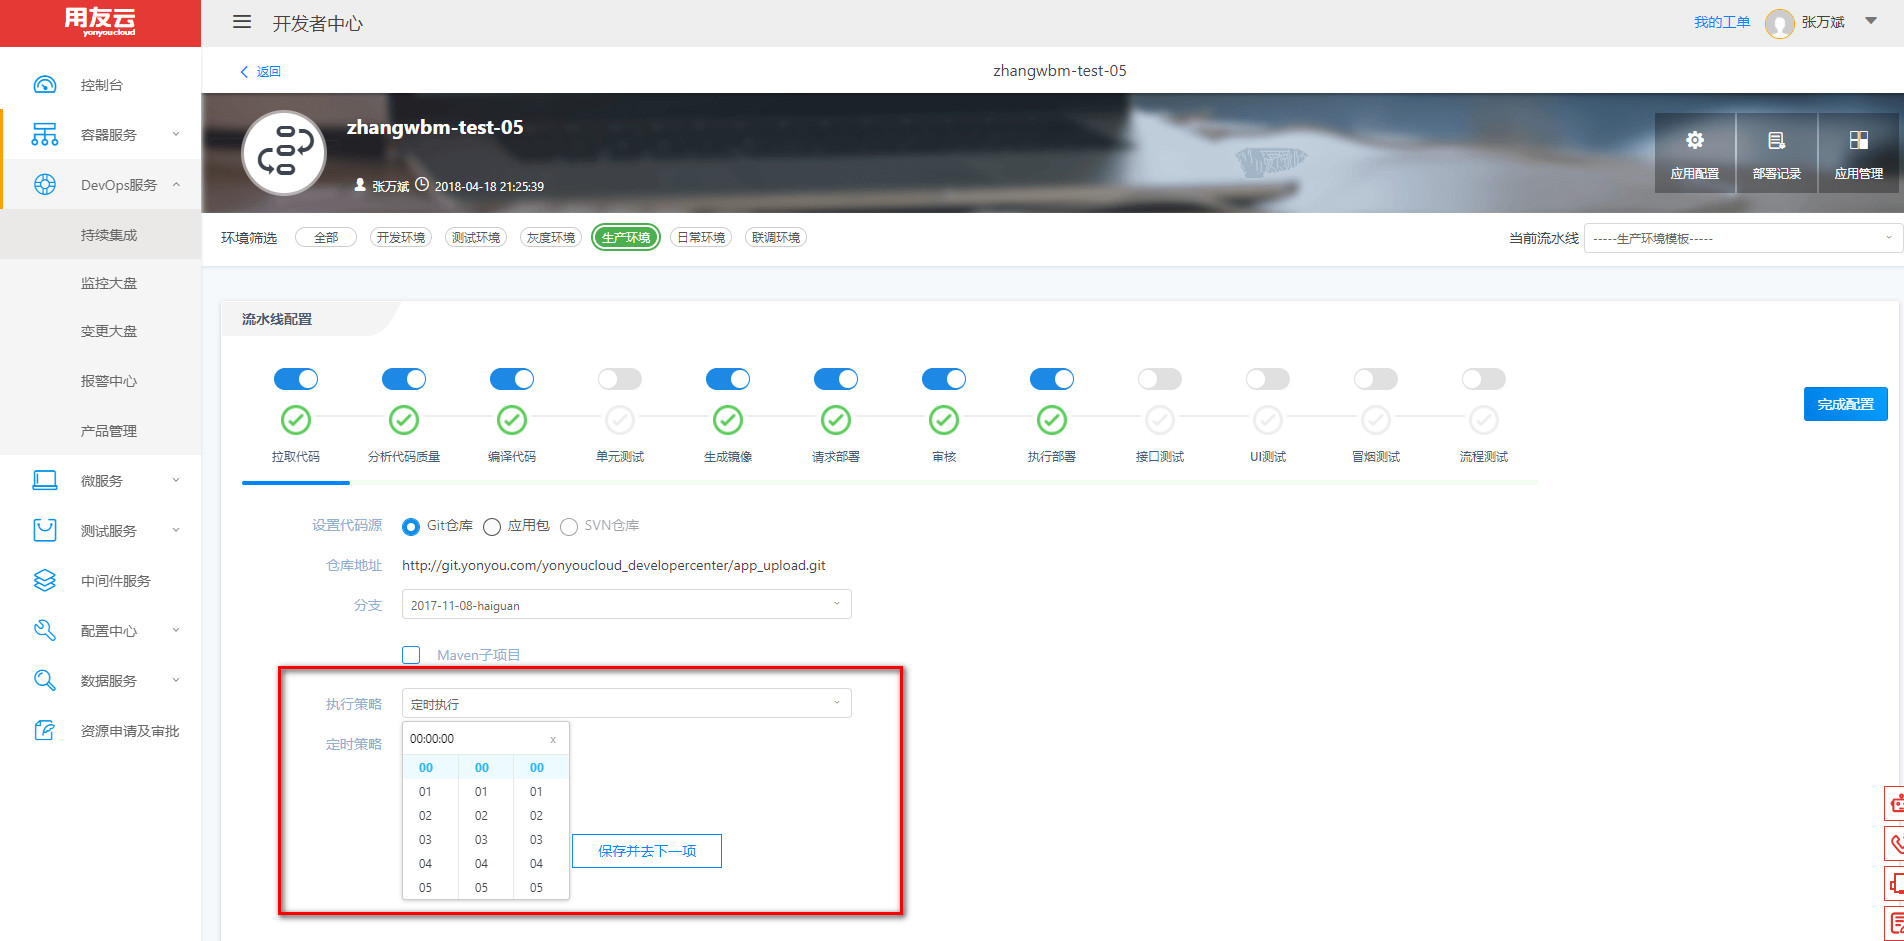 用友云
yonyoucloud
开发者中心
我的工单
张万斌
控制台
容器服务
DevOps服务
持续集成
监控大盘
变更大盘
报警中心
产品管理
微服务
测试服务
中间件服务
配置中心
数据服务
资源申请及审批
返回
zhangwbm-test-05
zhangwbm-test-05
张万斌 2018-04-18 21:25:39
应用配置 部署记录 应用管理
环境筛选 全部 开发环境 测试环境 灰度环境 生产环境 日常环境 联调环境
当前流水线 -----生产环境模板-----
流水线配置
拉取代码 分析代码质量 编译代码 单元测试 生成镜像 请求部署 审核 执行部署 接口测试 UI测试 冒烟测试 流程测试
完成配置
设置代码源 Git仓库 应用包 SVN仓库
仓库地址 http://git.yonyou.com/yonyoucloud_developercenter/app_upload.git
分支 2017-11-08-haiguan
Maven子项目
执行策略 定时执行
定时策略 00:00:00 x
00 00 00
01 01 01
02 02 02
03 03 03
04 04 04
05 05 05
保存并去下一项